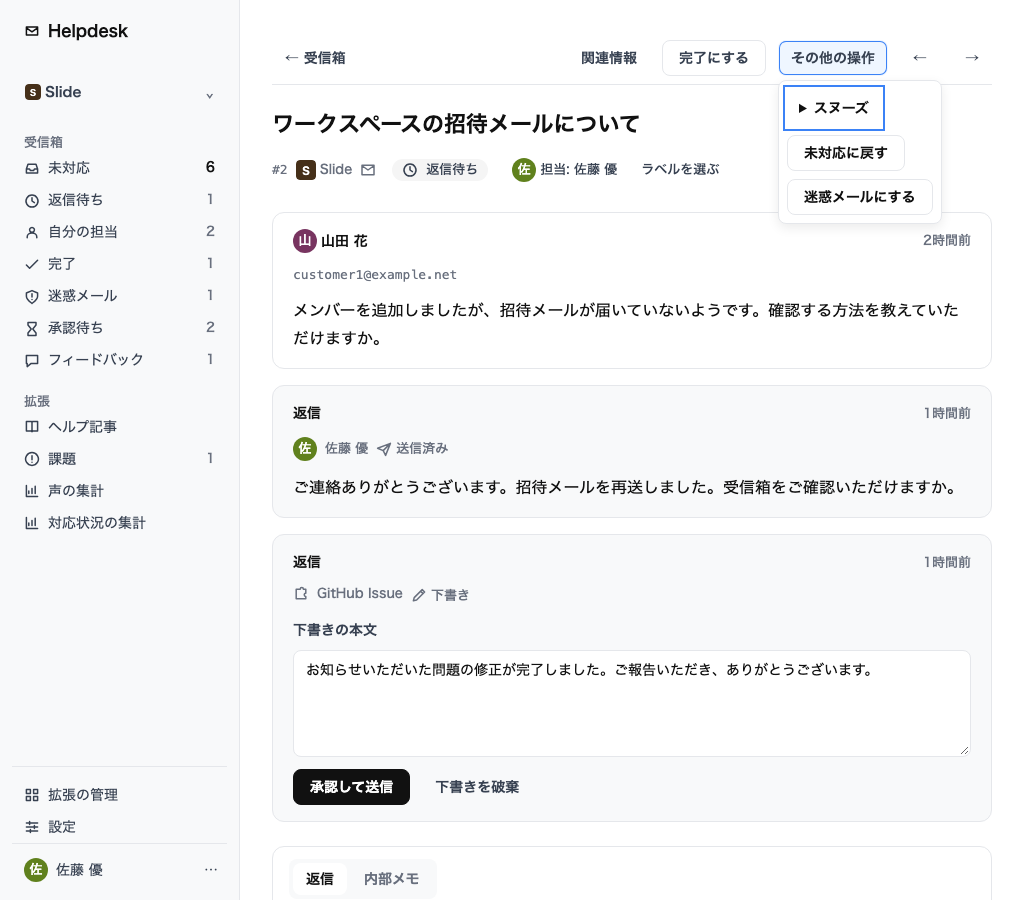 Helpdesk
S Slide
受信箱
未対応 6
返信待ち 1
自分の担当 2
完了 1
迷惑メール 1
承認待ち 2
フィードバック 1
拡張
ヘルプ記事
課題 1
声の集計
対応状況の集計
拡張の管理
設定
佐 佐藤 優 …
← 受信箱 関連情報 完了にする その他の操作 ← →
▶ スヌーズ
未対応に戻す
迷惑メールにする
ワークスペースの招待メールについて
#2 S Slide 返信待ち 佐 担当: 佐藤 優 ラベルを選ぶ
山 山田 花 2時間前
customer1@example.net
メンバーを追加しましたが、招待メールが届いていないようです。確認する方法を教えていた
だけますか。
返信 1時間前
佐 佐藤 優 送信済み
ご連絡ありがとうございます。招待メールを再送しました。受信箱をご確認いただけますか。
返信 1時間前
GitHub Issue 下書き
下書きの本文
お知らせいただいた問題の修正が完了しました。ご報告いただき、ありがとうございます。
承認して送信 下書きを破棄
返信 内部メモ